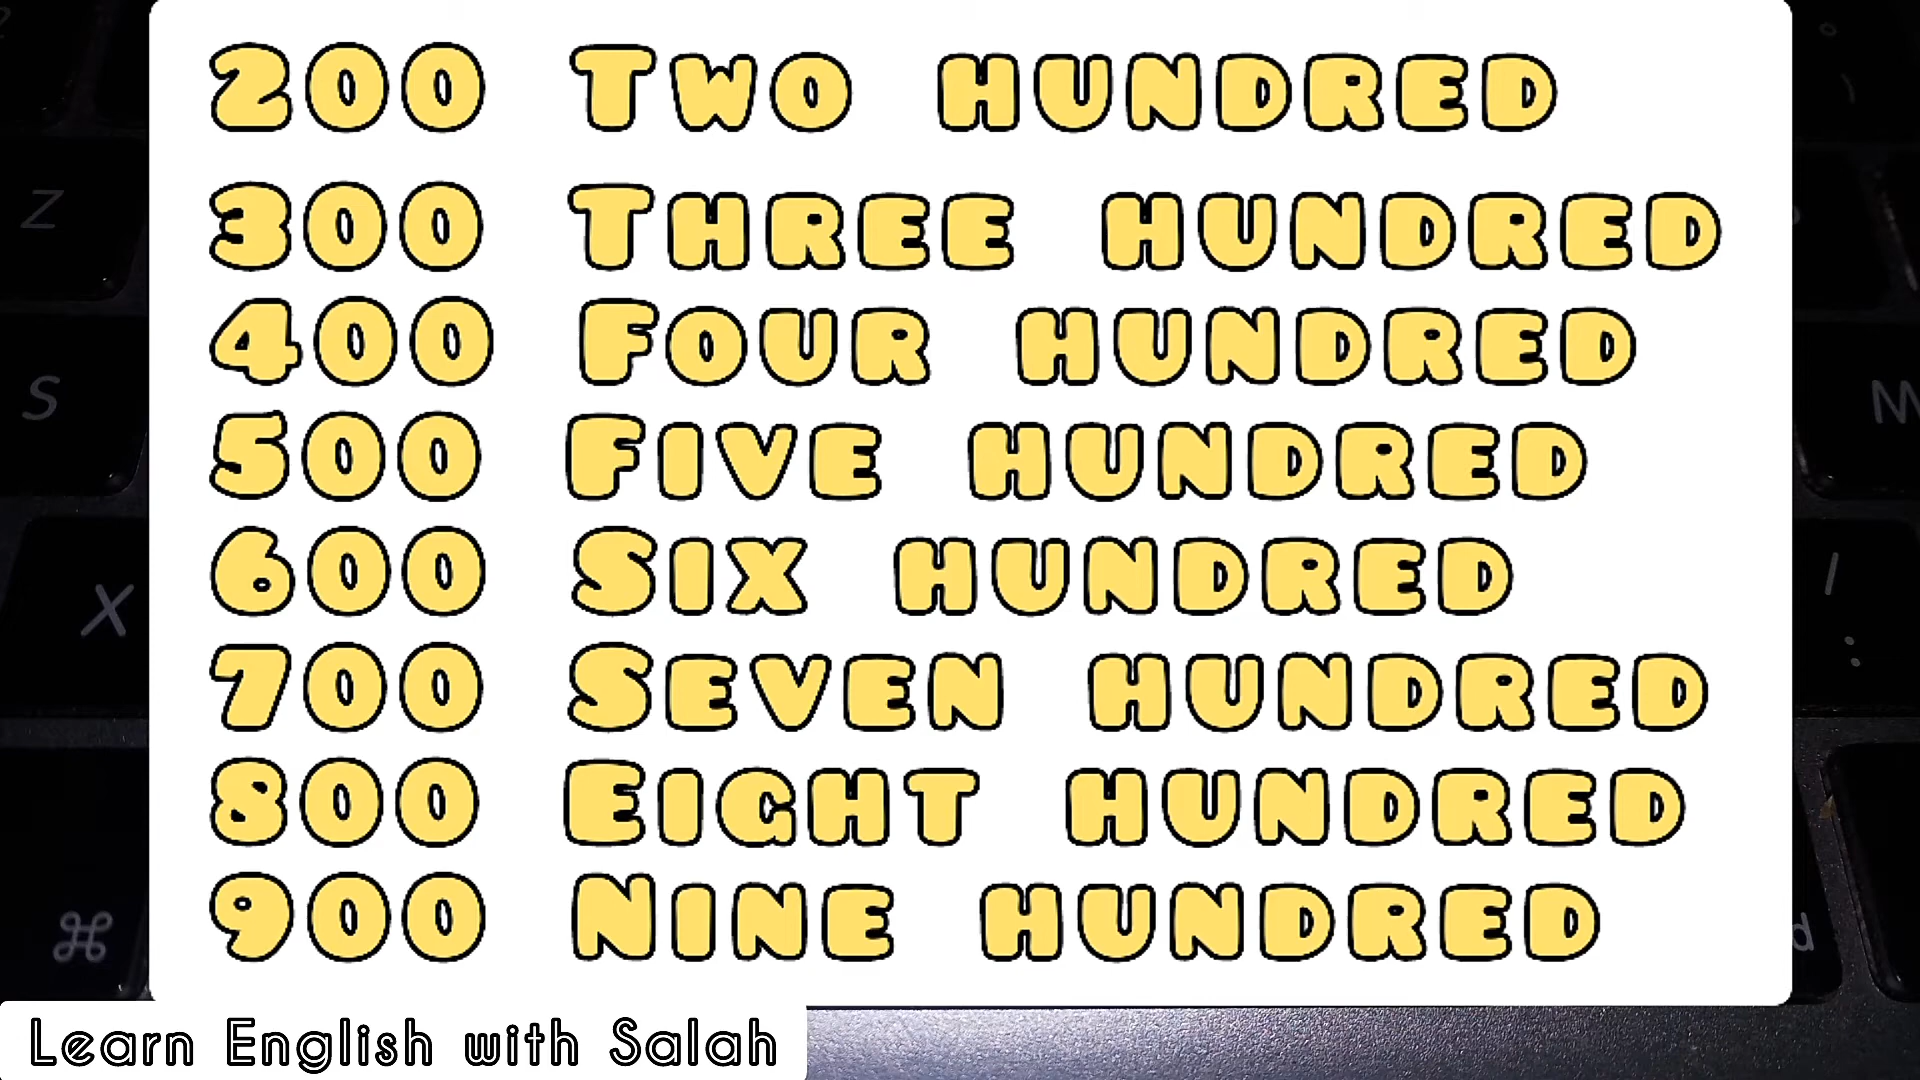 200 Two hundred
300 Three hundred
400 Four hundred
500 Five hundred
600 Six hundred
700 Seven hundred
800 Eight hundred
900 Nine hundred
Z
S
X
⌘
M
d
Learn English with Salah